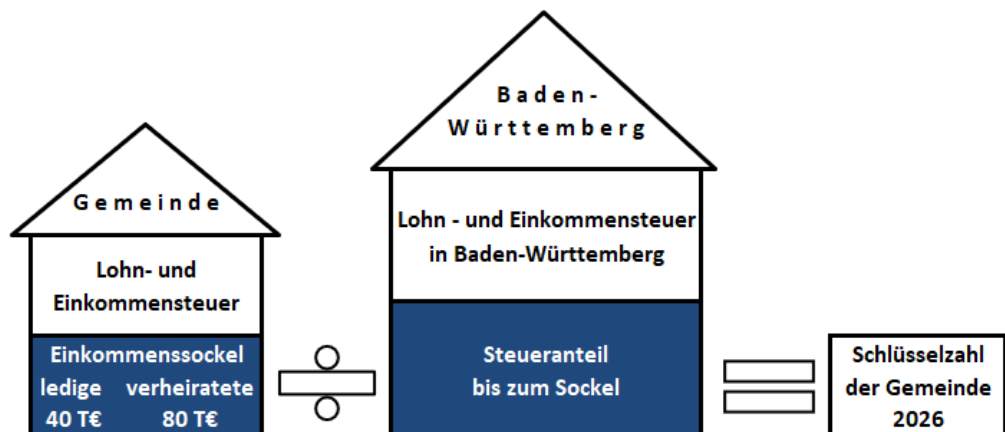 Gemeinde
Lohn- und
Einkommensteuer
Einkommenssockel
ledige verheiratete
40 T€ 80 T€
Baden-
Württemberg
Lohn - und Einkommensteuer
in Baden-Württemberg
Steueranteil
bis zum Sockel
Schlüsselzahl
der Gemeinde
2026